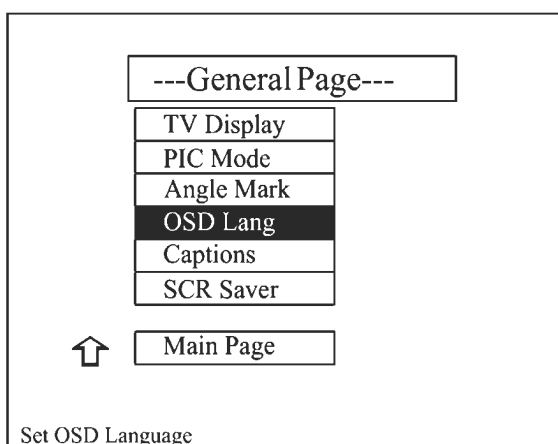 ---General Page---
TV Display
PIC Mode
Angle Mark
OSD Lang
Captions
SCR Saver
Main Page
Set OSD Language